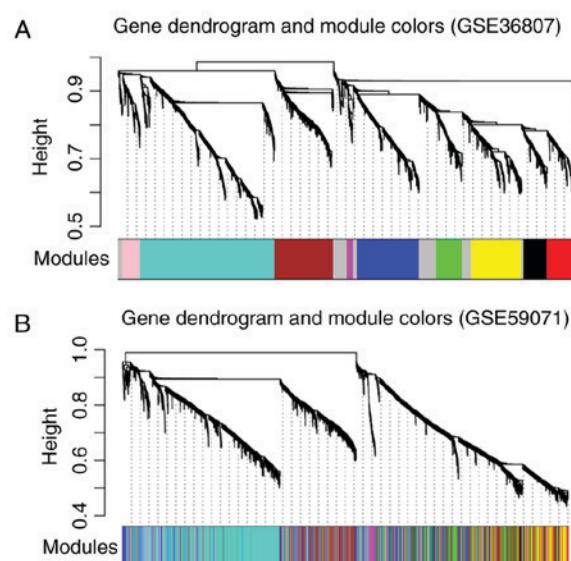 A
Gene dendrogram and module colors (GSE36807)
Height
0.9
0.7
0.5
Modules
B
Gene dendrogram and module colors (GSE59071)
Height
1.0
0.8
0.6
0.4
Modules